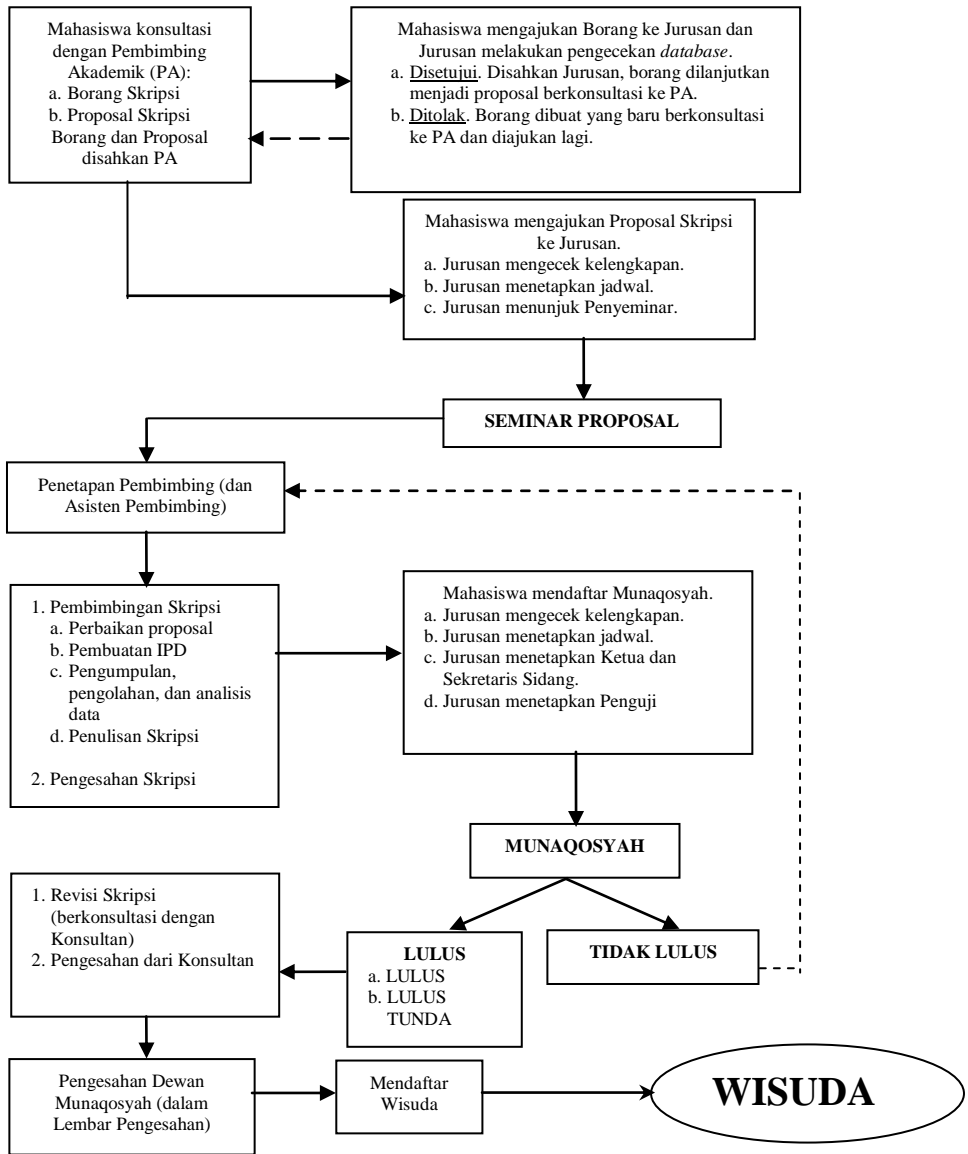 Mahasiswa konsultasi
dengan Pembimbing
Akademik (PA):
a. Borang Skripsi
b. Proposal Skripsi
Borang dan Proposal
disahkan PA
Mahasiswa mengajukan Borang ke Jurusan dan
Jurusan melakukan pengecekan database.
a. Disetujui. Disahkan Jurusan, borang dilanjutkan
menjadi proposal berkonsultasi ke PA.
b. Ditolak. Borang dibuat yang baru berkonsultasi
ke PA dan diajukan lagi.
Mahasiswa mengajukan Proposal Skripsi
ke Jurusan.
a. Jurusan mengecek kelengkapan.
b. Jurusan menetapkan jadwal.
c. Jurusan menunjuk Penyeminar.
SEMINAR PROPOSAL
Penetapan Pembimbing (dan
Asisten Pembimbing)
1. Pembimbingan Skripsi
a. Perbaikan proposal
b. Pembuatan IPD
c. Pengumpulan,
pengolahan, dan analisis
data
d. Penulisan Skripsi
2. Pengesahan Skripsi
Mahasiswa mendaftar Munaqosyah.
a. Jurusan mengecek kelengkapan.
b. Jurusan menetapkan jadwal.
c. Jurusan menetapkan Ketua dan
Sekretaris Sidang.
d. Jurusan menetapkan Penguji
MUNAQOSYAH
LULUS
a. LULUS
b. LULUS
TUNDA
TIDAK LULUS
1. Revisi Skripsi
(berkonsultasi dengan
Konsultan)
2. Pengesahan dari Konsultan
Pengesahan Dewan
Munaqosyah (dalam
Lembar Pengesahan)
Mendaftar
Wisuda
WISUDA